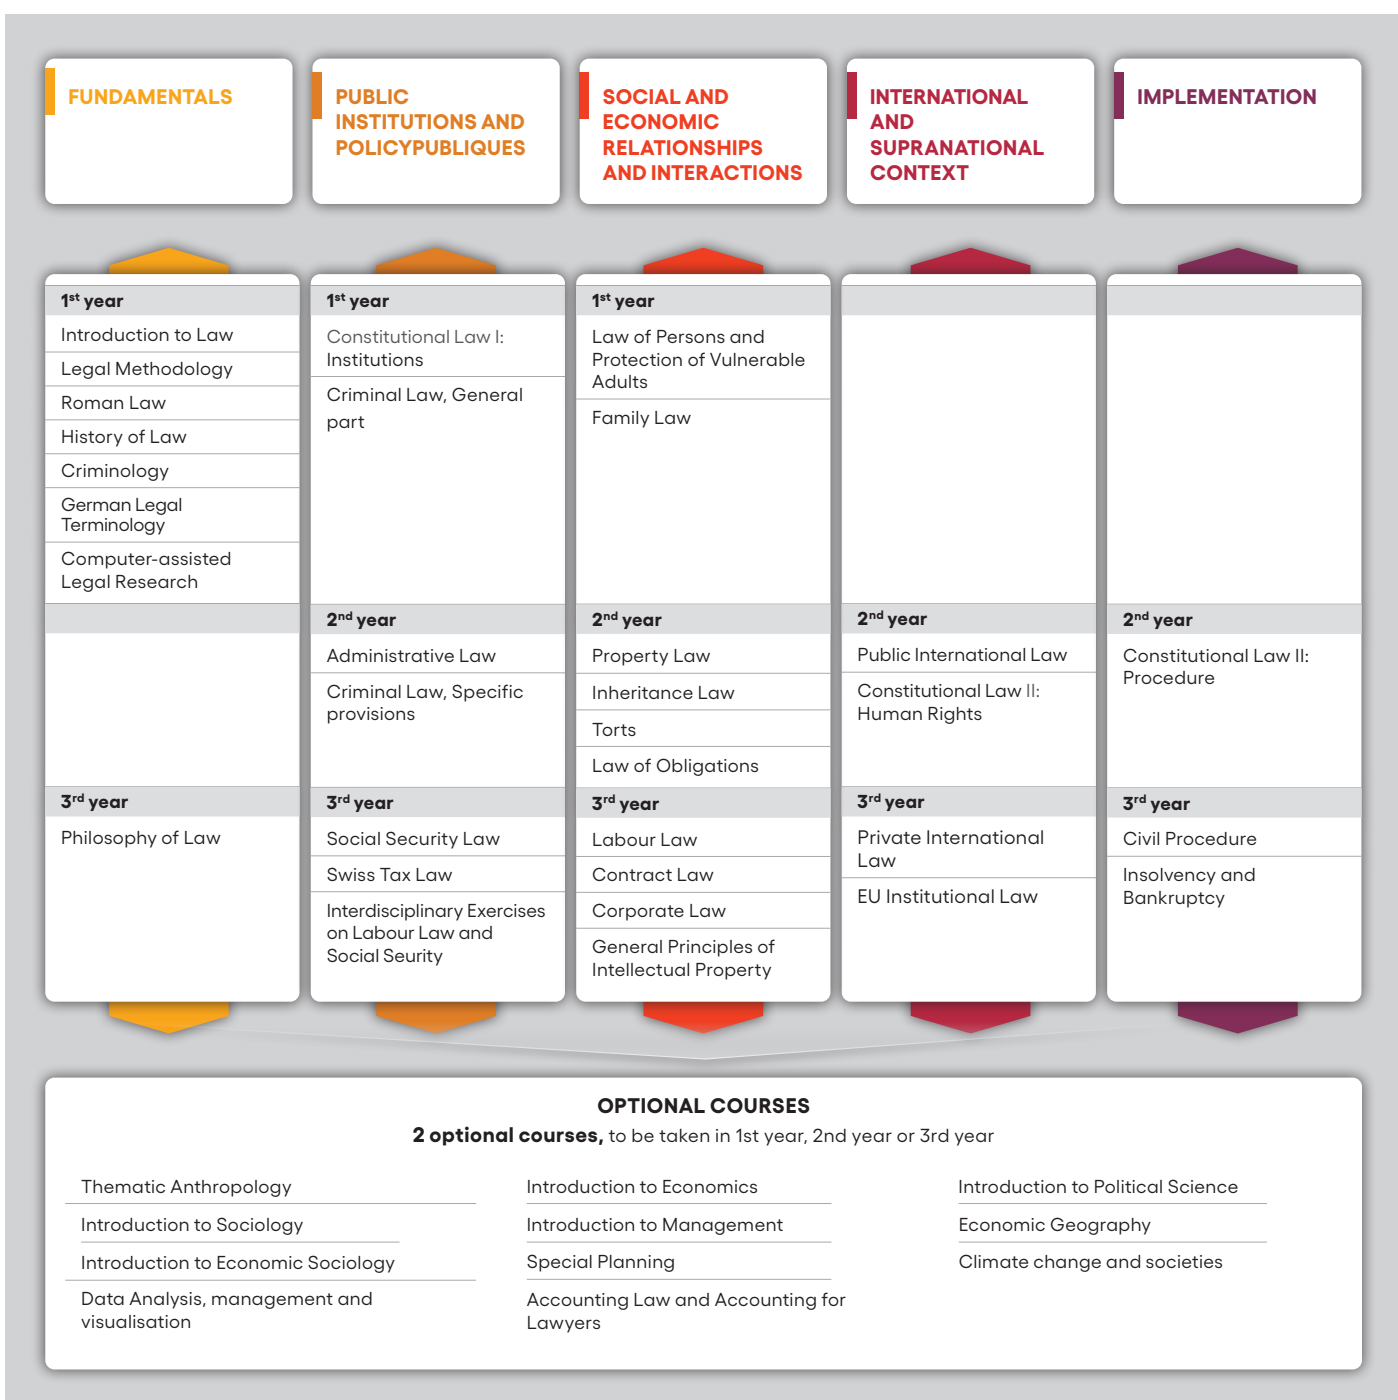 FUNDAMENTALS
PUBLIC
INSTITUTIONS AND
POLICYPUBLIQUES
SOCIAL AND
ECONOMIC
RELATIONSHIPS
AND INTERACTIONS
INTERNATIONAL
AND
SUPRANATIONAL
CONTEXT
IMPLEMENTATION
1st year
Introduction to Law
Legal Methodology
Roman Law
History of Law
Criminology
German Legal
Terminology
Computer-assisted
Legal Research
3rd year
Philosophy of Law
1st year
Constitutional Law I:
Institutions
Criminal Law, General
part
2nd year
Administrative Law
Criminal Law, Specific
provisions
3rd year
Social Security Law
Swiss Tax Law
Interdisciplinary Exercises
on Labour Law and
Social Seurity
1st year
Law of Persons and
Protection of Vulnerable
Adults
Family Law
2nd year
Property Law
Inheritance Law
Torts
Law of Obligations
3rd year
Labour Law
Contract Law
Corporate Law
General Principles of
Intellectual Property
2nd year
Public International Law
Constitutional Law II:
Human Rights
3rd year
Private International
Law
EU Institutional Law
2nd year
Constitutional Law II:
Procedure
3rd year
Civil Procedure
Insolvency and
Bankruptcy
OPTIONAL COURSES
2 optional courses, to be taken in 1st year, 2nd year or 3rd year
Thematic Anthropology
Introduction to Sociology
Introduction to Economic Sociology
Data Analysis, management and
visualisation
Introduction to Economics
Introduction to Management
Special Planning
Accounting Law and Accounting for
Lawyers
Introduction to Political Science
Economic Geography
Climate change and societies